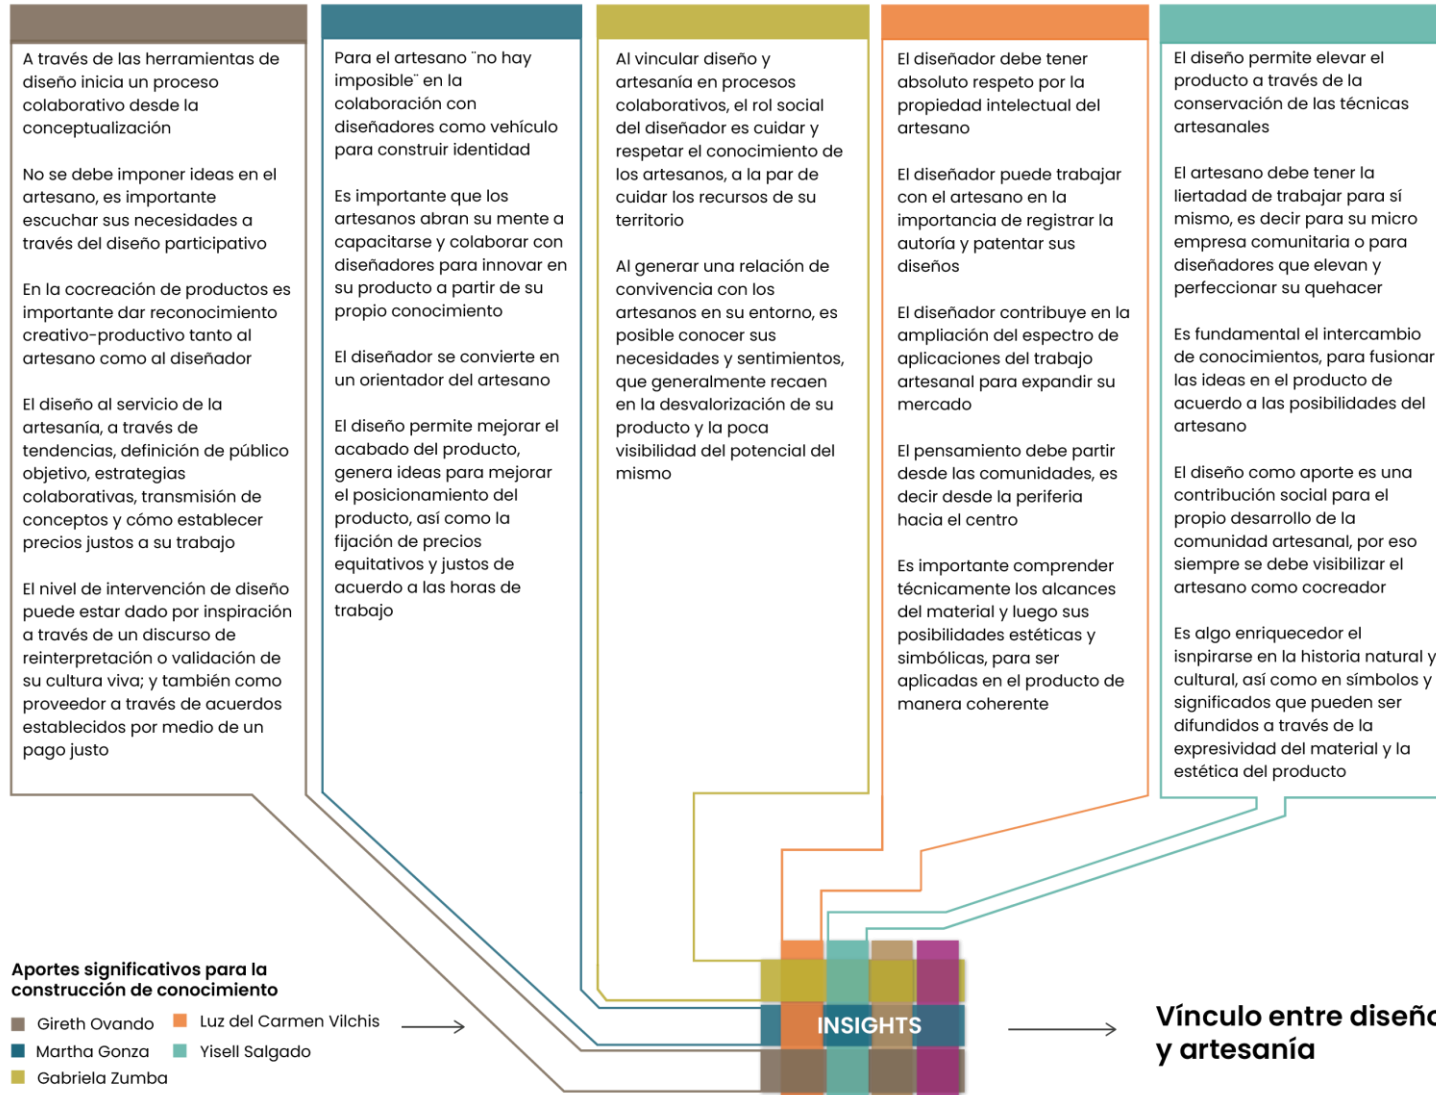 A través de las herramientas de
diseño inicia un proceso
colaborativo desde la
conceptualización
No se debe imponer ideas en el
artesano, es importante
escuchar sus necesidades a
través del diseño participativo
En la cocreación de productos es
importante dar reconocimiento
creativo-productivo tanto al
artesano como al diseñador
El diseño al servicio de la
artesanía, a través de
tendencias, definición de público
objetivo, estrategias
colaborativas, transmisión de
conceptos y cómo establecer
precios justos a su trabajo
El nivel de intervención de diseño
puede estar dado por inspiración
a través de un discurso de
reinterpretación o validación de
su cultura viva; y también como
proveedor a través de acuerdos
establecidos por medio de un
pago justo
Para el artesano ¨no hay
imposible¨ en la
colaboración con
diseñadores como vehículo
para construir identidad
Es importante que los
artesanos abran su mente a
capacitarse y colaborar con
diseñadores para innovar en
su producto a partir de su
propio conocimiento
El diseñador se convierte en
un orientador del artesano
El diseño permite mejorar el
acabado del producto,
genera ideas para mejorar
el posicionamiento del
producto, así como la
fijación de precios
equitativos y justos de
acuerdo a las horas de
trabajo
Al vincular diseño y
artesanía en procesos
colaborativos, el rol social
del diseñador es cuidar y
respetar el conocimiento de
los artesanos, a la par de
cuidar los recursos de su
territorio
Al generar una relación de
convivencia con los
artesanos en su entorno, es
posible conocer sus
necesidades y sentimientos,
que generalmente recaen
en la desvalorización de su
producto y la poca
visibilidad del potencial del
mismo
El diseñador debe tener
absoluto respeto por la
propiedad intelectual del
artesano
El diseñador puede trabajar
con el artesano en la
importancia de registrar la
autoría y patentar sus
diseños
El diseñador contribuye en la
ampliación del espectro de
aplicaciones del trabajo
artesanal para expandir su
mercado
El pensamiento debe partir
desde las comunidades, es
decir desde la periferia
hacia el centro
Es importante comprender
técnicamente los alcances
del material y luego sus
posibilidades estéticas y
simbólicas, para ser
aplicadas en el producto de
manera coherente
El diseño permite elevar el
producto a través de la
conservación de las técnicas
artesanales
El artesano debe tener la
liertadad de trabajar para sí
mismo, es decir para su micro
empresa comunitaria o para
diseñadores que elevan y
perfeccionar su quehacer
Es fundamental el intercambio
de conocimientos, para fusionar
las ideas en el producto de
acuerdo a las posibilidades del
artesano
El diseño como aporte es una
contribución social para el
propio desarrollo de la
comunidad artesanal, por eso
siempre se debe visibilizar el
artesano como cocreador
Es algo enriquecedor el
isnpirarse en la historia natural y
cultural, así como en símbolos y
significados que pueden ser
difundidos a través de la
expresividad del material y la
estética del producto
Aportes significativos para la
construcción de conocimiento
Gireth Ovando
Martha Gonza
Gabriela Zumba
Luz del Carmen Vilchis
Yisell Salgado
INSIGHTS
Vínculo entre diseño
y artesanía